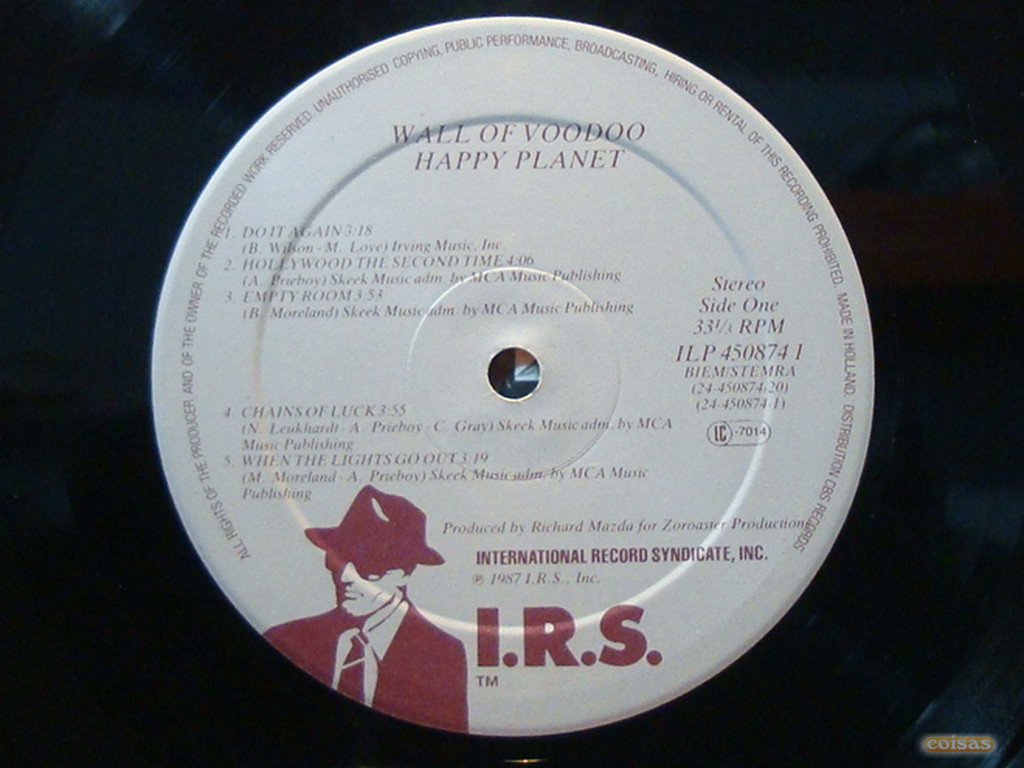 ALL RIGHTS OF THE PRODUCER AND OF THE OWNER OF THE RECORDED WORK RESERVED. UNAUTHORISED COPYING, PUBLIC PERFORMANCE, BROADCASTING, HIRING OR RENTAL OF THIS RECORDING PROHIBITED. MADE IN HOLLAND. DISTRIBUTION CBS RECORDS
WALL OF VOODOO
HAPPY PLANET
1. DO IT AGAIN 3:18
(B. Wilson - M. Love) Irving Music, Inc.
2. HOLLYWOOD THE SECOND TIME 4:06
(A. Prieboy) Skeek Music adm. by MCA Music Publishing
3. EMPTY ROOM 3:53
(B. Moreland) Skeek Music adm. by MCA Music Publishing
Stereo
Side One
33 1/3 RPM
ILP 450874 1
BIEM/STEMRA
(24-450874-20)
(24-450874-1)
LC -7014
4. CHAINS OF LUCK 3:55
(N. Leukhardt - A. Prieboy - C. Gray) Skeek Music adm. by MCA
Music Publishing
5. WHEN THE LIGHTS GO OUT 3:19
(M. Moreland - A. Prieboy) Skeek Music adm. by MCA Music
Publishing
Produced by Richard Mazda for Zoroaster Productions
INTERNATIONAL RECORD SYNDICATE, INC.
℗ 1987 I.R.S., Inc.
I.R.S.
TM
coisas